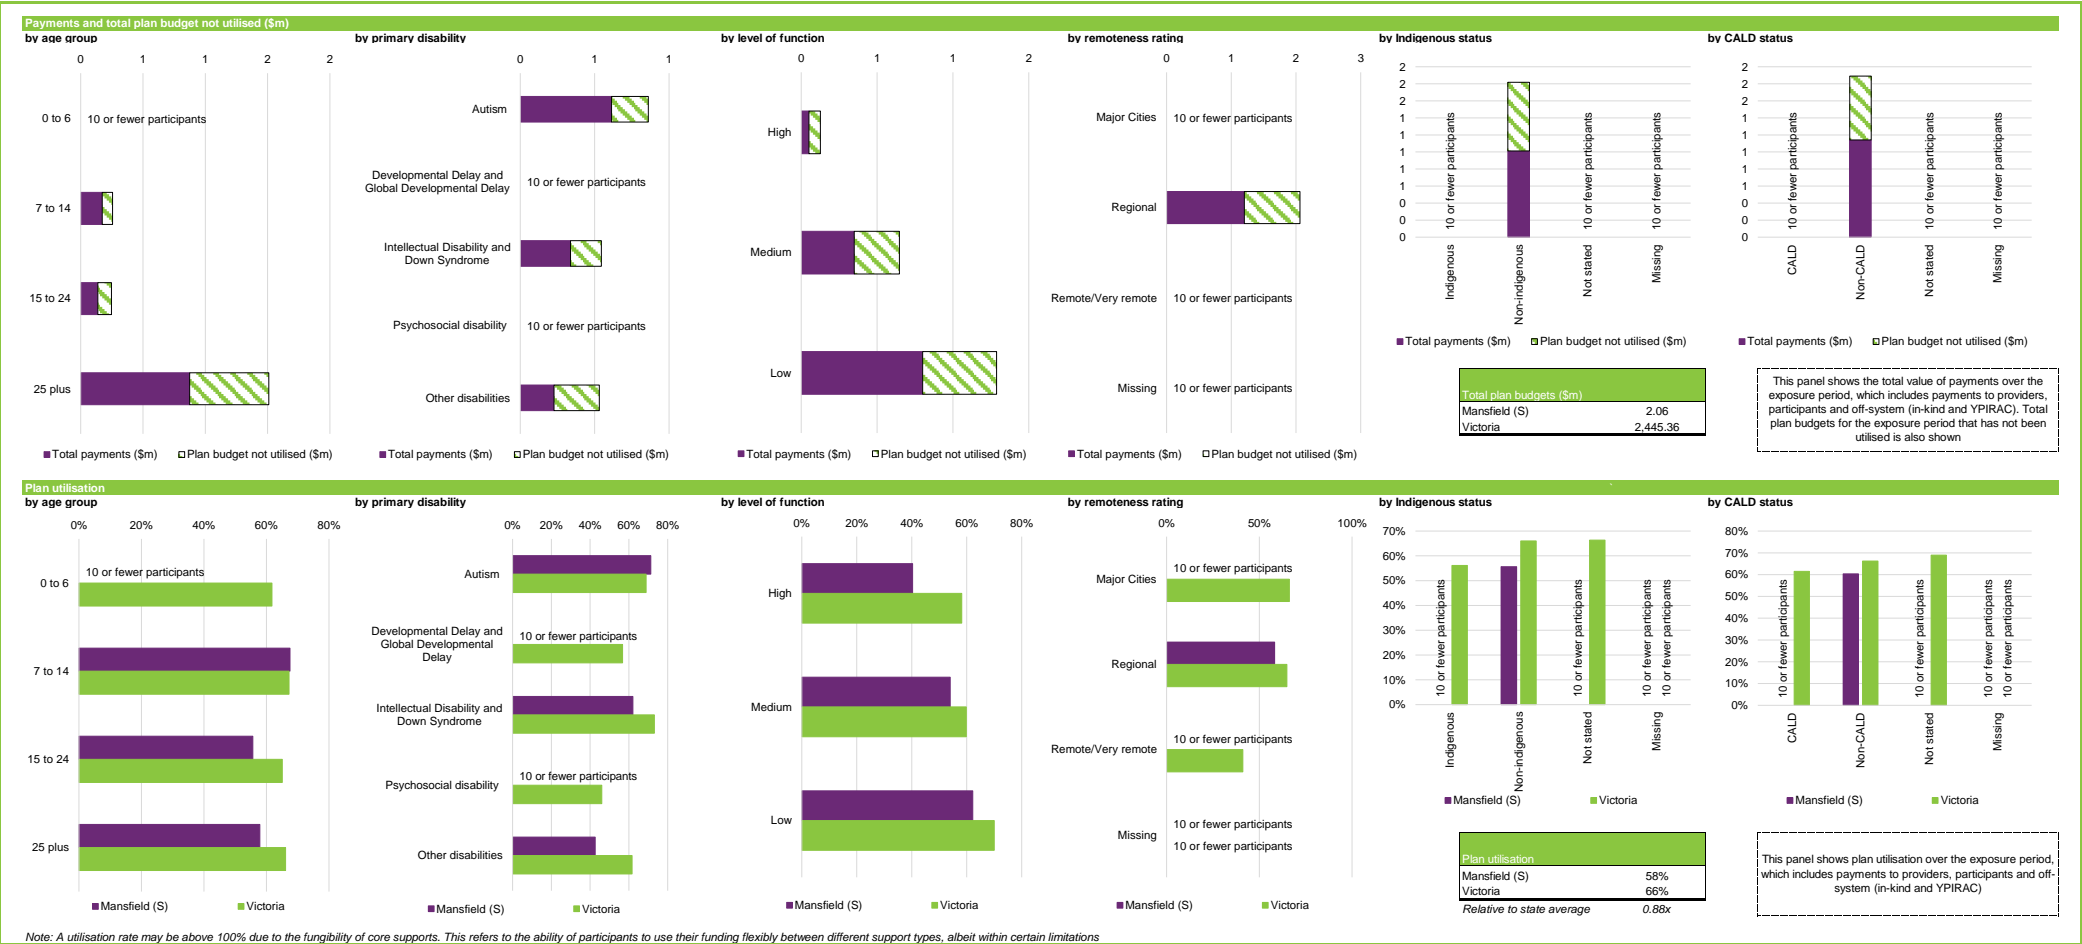 Payments and total plan budget not utilised ($m)
by age group
0 1 1 2 2
0 to 6
10 or fewer participants
7 to 14
15 to 24
25 plus
Total payments ($m) Plan budget not utilised ($m)
by primary disability
0 1 1
Autism
Developmental Delay and
Global Developmental Delay
10 or fewer participants
Intellectual Disability and
Down Syndrome
Psychosocial disability
10 or fewer participants
Other disabilities
Total payments ($m) Plan budget not utilised ($m)
by level of function
0 1 1 2
High
Medium
Low
Total payments ($m) Plan budget not utilised ($m)
by remoteness rating
0 1 2 3
Major Cities
10 or fewer participants
Regional
Remote/Very remote
10 or fewer participants
Missing
10 or fewer participants
Total payments ($m) Plan budget not utilised ($m)
by Indigenous status
2
2
2
1
1
1
1
1
0
0
0
10 or fewer participants
10 or fewer participants
10 or fewer participants
Indigenous
Non-indigenous
Not stated
Missing
Total payments ($m) Plan budget not utilised ($m)
Total plan budgets ($m)
Mansfield (S) 2.06
Victoria 2,445.36
by CALD status
2
2
2
1
1
1
1
1
0
0
0
10 or fewer participants
10 or fewer participants
10 or fewer participants
CALD
Non-CALD
Not stated
Missing
Total payments ($m) Plan budget not utilised ($m)
This panel shows the total value of payments over the
exposure period, which includes payments to providers,
participants and off-system (in-kind and YPIRAC). Total
plan budgets for the exposure period that has not been
utilised is also shown
Plan utilisation
by age group
0% 20% 40% 60% 80%
0 to 6
10 or fewer participants
7 to 14
15 to 24
25 plus
Mansfield (S) Victoria
by primary disability
0% 20% 40% 60% 80%
Autism
Developmental Delay and
Global Developmental
Delay
10 or fewer participants
Intellectual Disability and
Down Syndrome
Psychosocial disability
10 or fewer participants
Other disabilities
Mansfield (S) Victoria
by level of function
0% 20% 40% 60% 80%
High
Medium
Low
Mansfield (S) Victoria
by remoteness rating
0% 50% 100%
Major Cities
10 or fewer participants
Regional
Remote/Very remote
10 or fewer participants
Missing
10 or fewer participants
10 or fewer participants
Mansfield (S) Victoria
by Indigenous status
70%
60%
50%
40%
30%
20%
10%
0%
10 or fewer participants
10 or fewer participants
10 or fewer participants
10 or fewer participants
Indigenous
Non-indigenous
Not stated
Missing
Mansfield (S) Victoria
Plan utilisation
Mansfield (S) 58%
Victoria 66%
Relative to state average 0.88x
by CALD status
80%
70%
60%
50%
40%
30%
20%
10%
0%
10 or fewer participants
10 or fewer participants
10 or fewer participants
10 or fewer participants
CALD
Non-CALD
Not stated
Missing
Mansfield (S) Victoria
This panel shows plan utilisation over the exposure period,
which includes payments to providers, participants and off-
system (in-kind and YPIRAC)
Note: A utilisation rate may be above 100% due to the fungibility of core supports. This refers to the ability of participants to use their funding flexibly between different support types, albeit within certain limitations